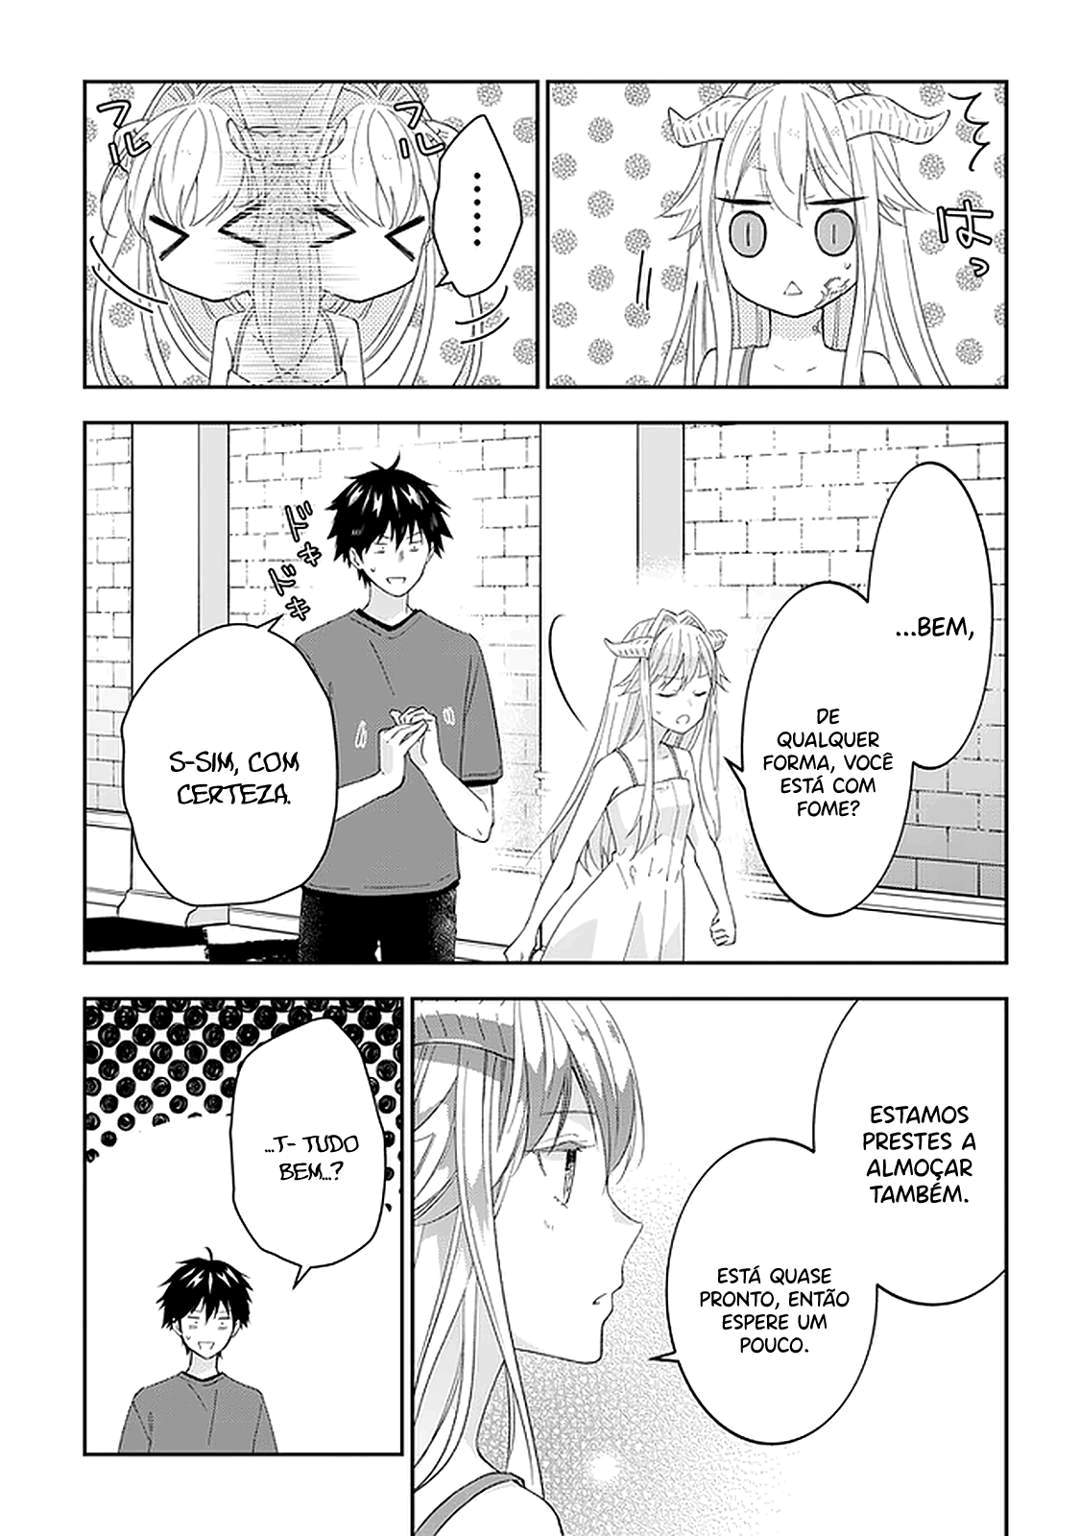 はっ
フル
フル
......
...BEM,
DE
QUALQUER
FORMA, VOCÊ
ESTÁ COM
FOME?
ドキ
ドキ
S-SIM, COM
CERTEZA.
ESTAMOS
PRESTES A
ALMOÇAR
TAMBÉM.
ESTÁ QUASE
PRONTO, ENTÃO
ESPERE UM
POUCO.
...T- TUDO
BEM...?